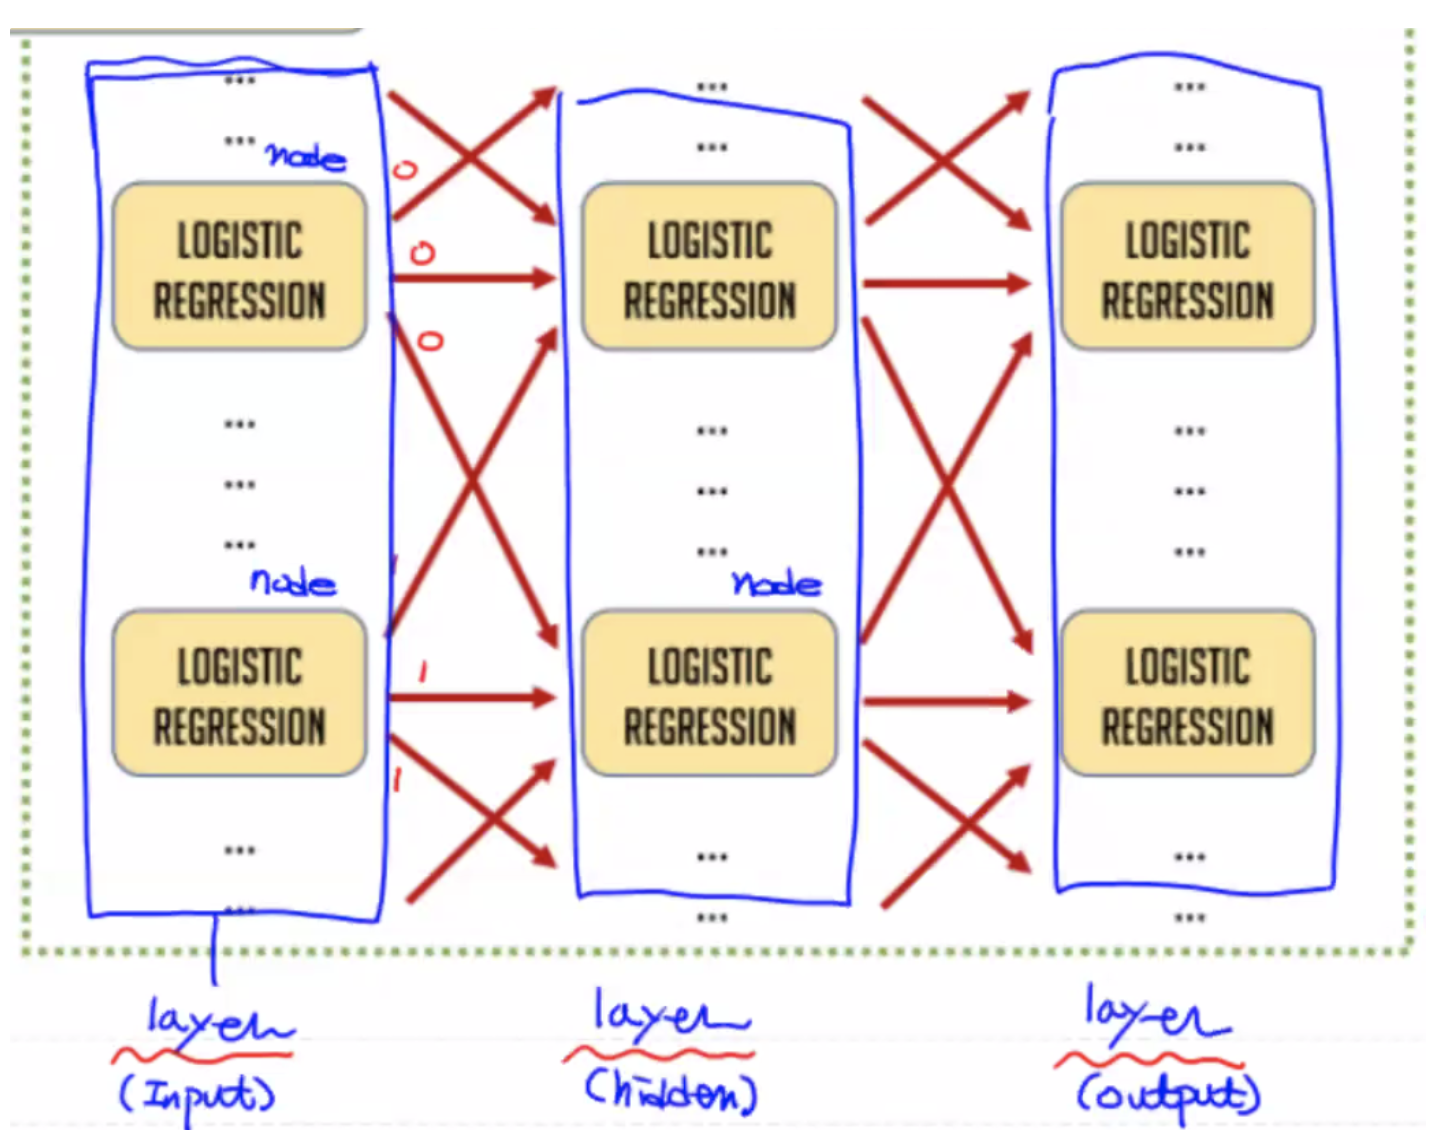 ...
...
...
... node
...
...
0
0
0
LOGISTIC
REGRESSION
LOGISTIC
REGRESSION
LOGISTIC
REGRESSION
...
...
...
...
...
...
...
...
...
node
node
1
1
1
LOGISTIC
REGRESSION
LOGISTIC
REGRESSION
LOGISTIC
REGRESSION
...
...
...
...
...
...
layer
(Input)
layer
(hidden)
layer
(output)